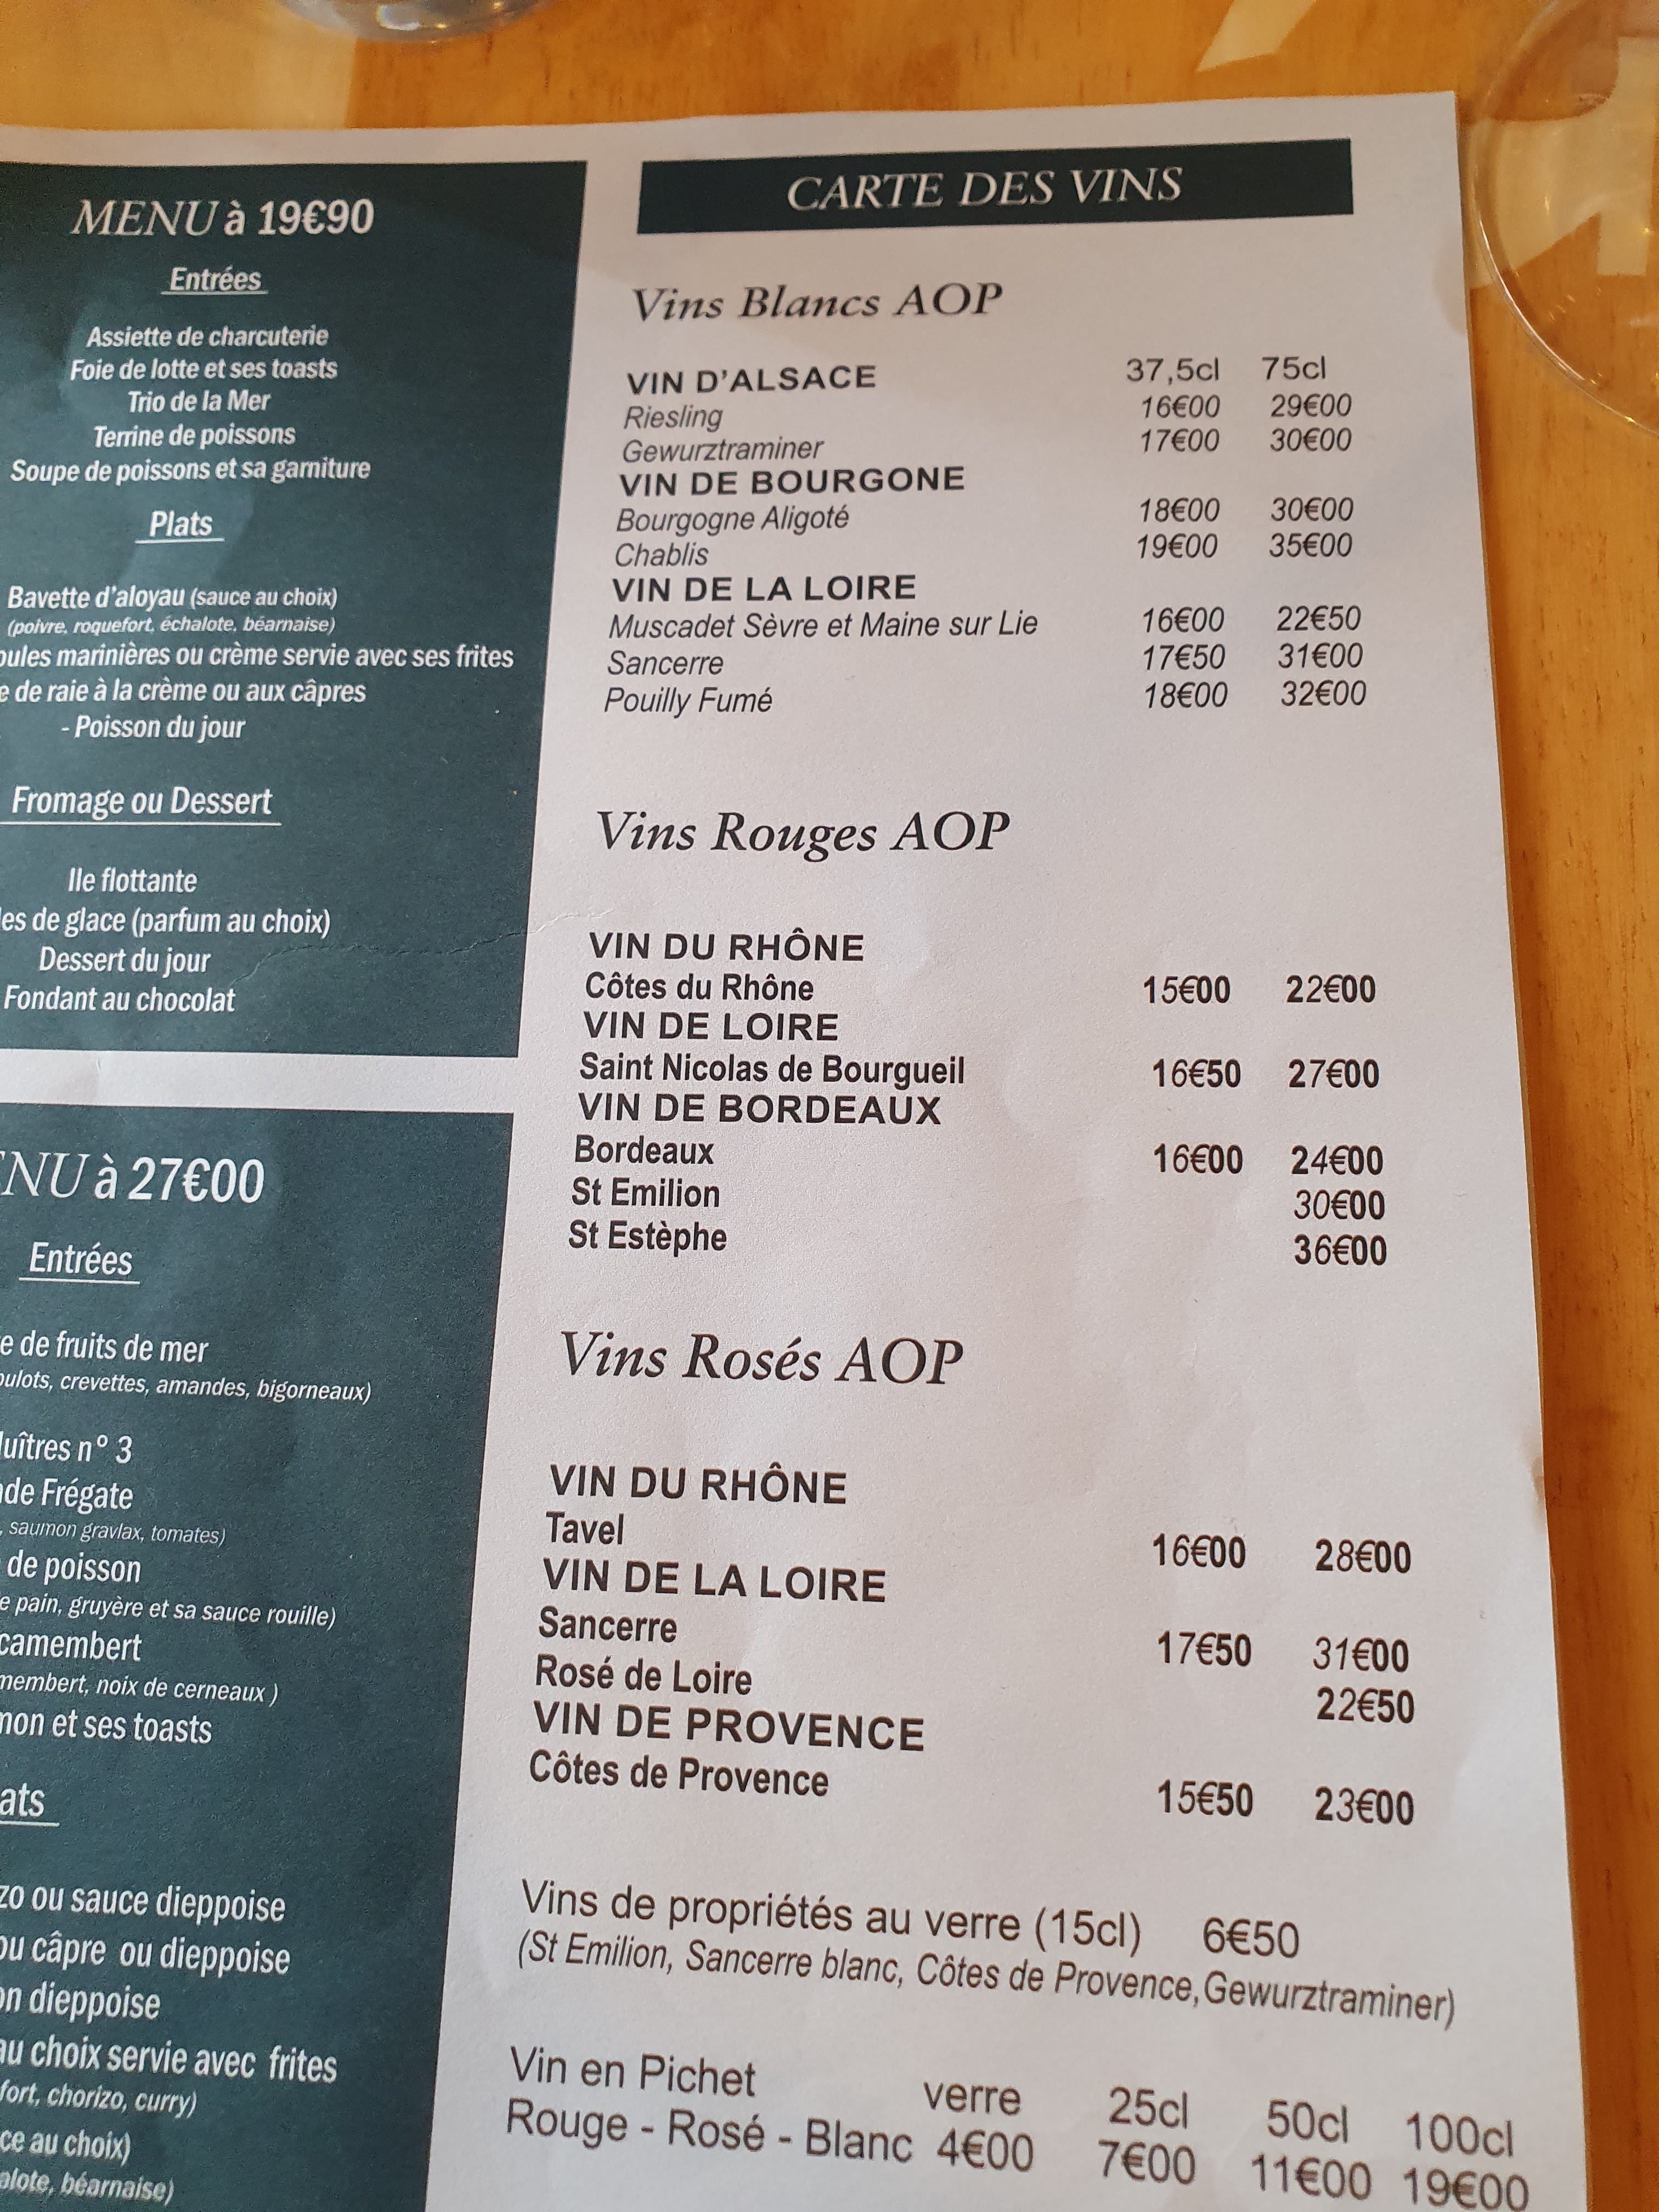 MENU à 19€90
Entrées
Assiette de charcuterie
Foie de lotte et ses toasts
Trio de la Mer
Terrine de poissons
Soupe de poissons et sa garniture
Plats
Bavette d'aloyau (sauce au choix)
(poivre, roquefort, échalote, béarnaise)
marinières ou crème servie avec ses frites
de raie à la crème ou aux câpres
- Poisson du jour
Fromage ou Dessert
Ile flottante
de glace (parfum au choix)
Dessert du jour
Fondant au chocolat
à 27€00
Entrées
de fruits de mer
crevettes, amandes, bigorneaux)
n° 3
Frégate
, saumon gravlax, tomates)
de poisson
pain, gruyère et sa sauce rouille)
camembert
noix de cerneaux )
et ses toasts
ou sauce dieppoise
ou câpre ou dieppoise
dieppoise
au choix servie avec frites
chorizo, curry)
au choix)
béarnaise)
CARTE DES VINS
Vins Blancs AOP
VIN D'ALSACE 37,5cl 75cl
Riesling 16€00 29€00
Gewurztraminer 17€00 30€00
VIN DE BOURGONE
Bourgogne Aligoté 18€00 30€00
Chablis 19€00 35€00
VIN DE LA LOIRE
Muscadet Sèvre et Maine sur Lie 16€00 22€50
Sancerre 17€50 31€00
Pouilly Fumé 18€00 32€00
Vins Rouges AOP
VIN DU RHÔNE
Côtes du Rhône 15€00 22€00
VIN DE LOIRE
Saint Nicolas de Bourgueil 16€50 27€00
VIN DE BORDEAUX
Bordeaux 16€00 24€00
St Emilion 30€00
St Estèphe 36€00
Vins Rosés AOP
VIN DU RHÔNE
Tavel 16€00 28€00
VIN DE LA LOIRE
Sancerre 17€50 31€00
Rosé de Loire 22€50
VIN DE PROVENCE
Côtes de Provence 15€50 23€00
Vins de propriétés au verre (15cl) 6€50
(St Emilion, Sancerre blanc, Côtes de Provence, Gewurztraminer)
Vin en Pichet verre 25cl 50cl 100cl
Rouge - Rosé - Blanc 4€00 7€00 11€00 19€00